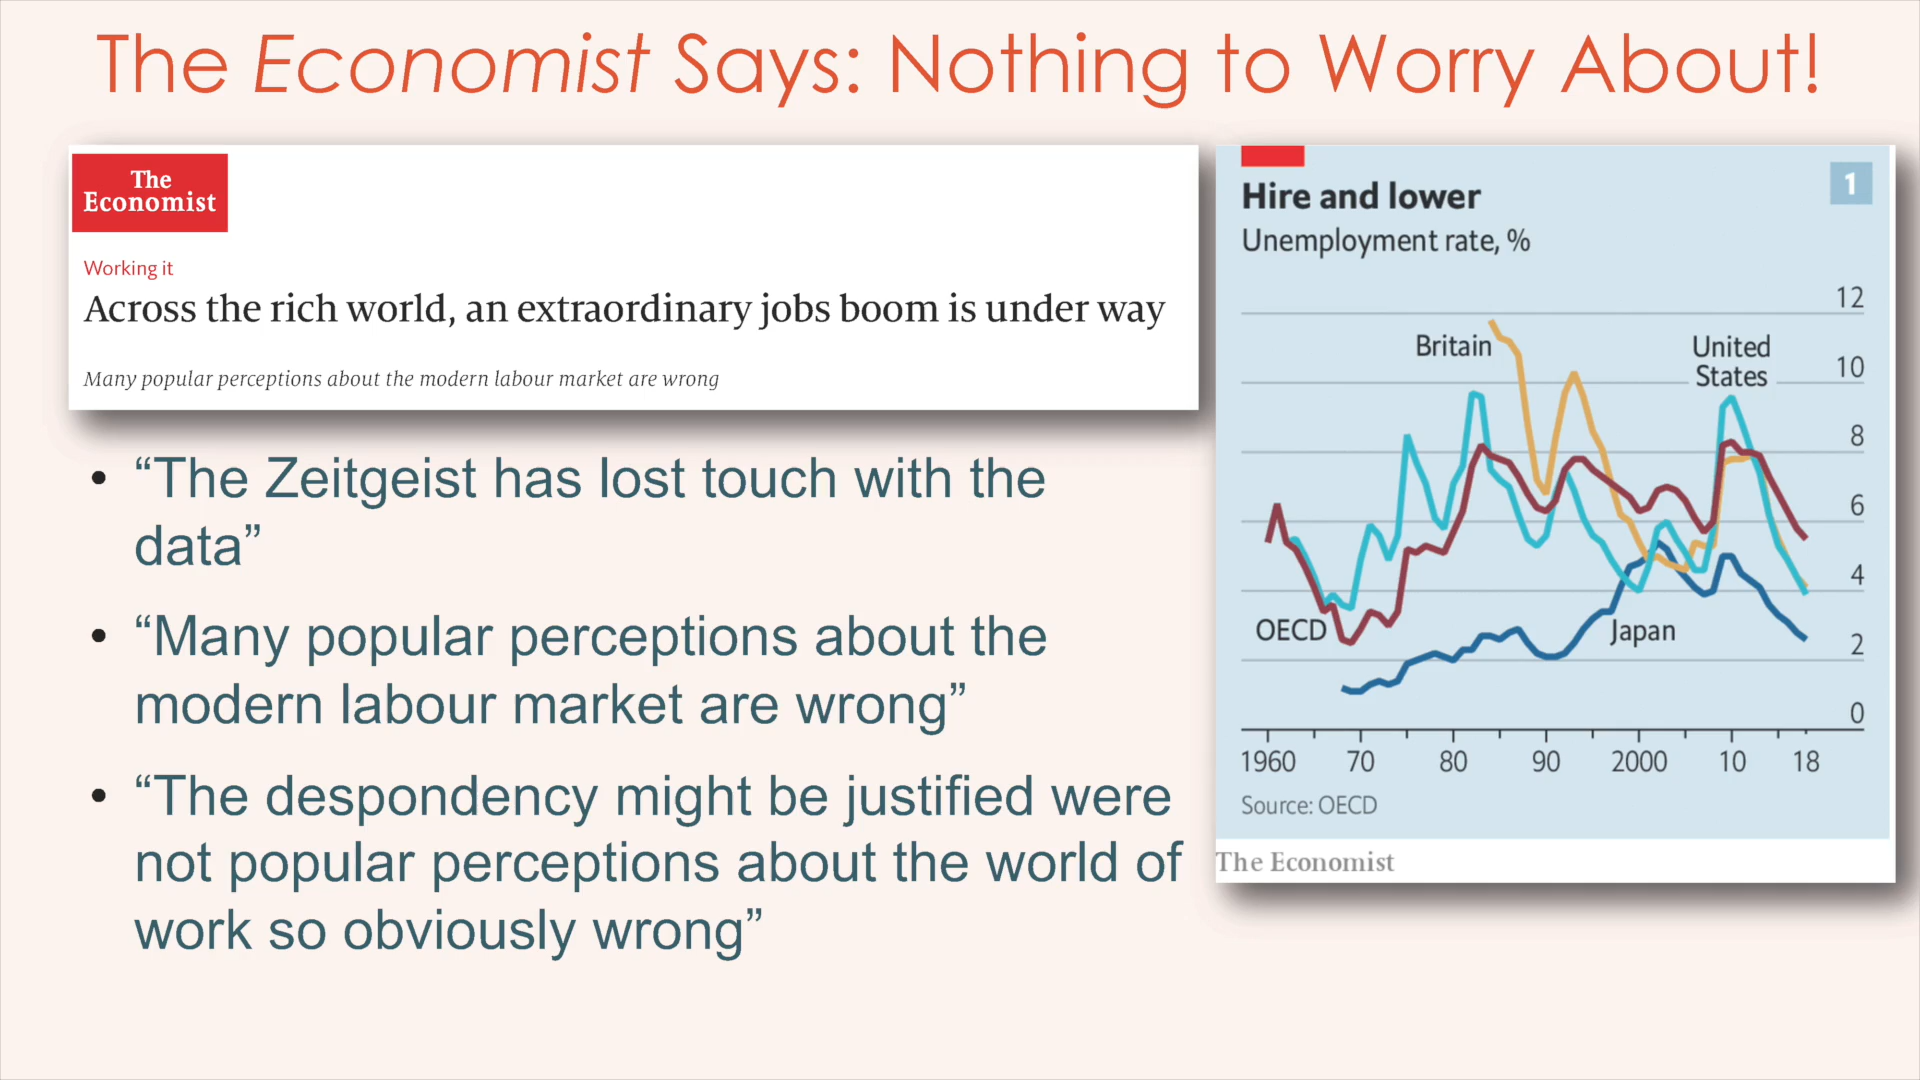 The Economist Says: Nothing to Worry About!
The
Economist
Working it
Across the rich world, an extraordinary jobs boom is under way
Many popular perceptions about the modern labour market are wrong
• “The Zeitgeist has lost touch with the
data”
• “Many popular perceptions about the
modern labour market are wrong”
• “The despondency might be justified were
not popular perceptions about the world of
work so obviously wrong”
1
Hire and lower
Unemployment rate, %
12
Britain
United
States
10
8
6
4
OECD
Japan
2
0
1960 70 80 90 2000 10 18
Source: OECD
The Economist